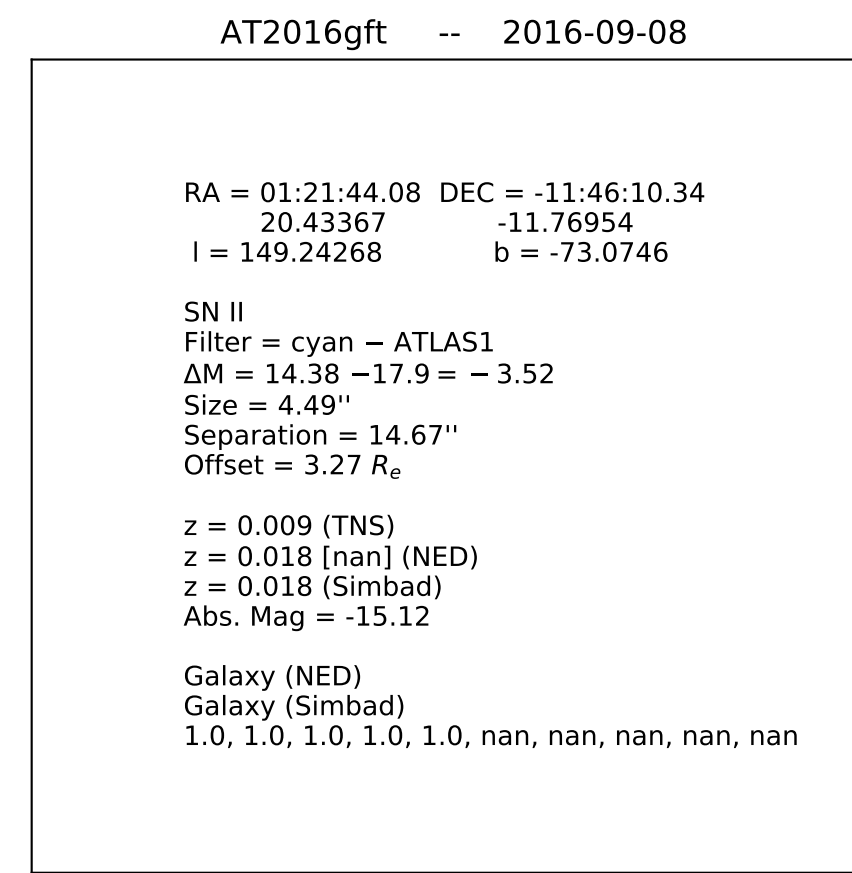 AT2016gft -- 2016-09-08
RA = 01:21:44.08 DEC = -11:46:10.34
20.43367 -11.76954
l = 149.24268 b = -73.0746
SN II
Filter = cyan − ATLAS1
ΔM = 14.38 −17.9 = − 3.52
Size = 4.49''
Separation = 14.67''
Offset = 3.27 Re
z = 0.009 (TNS)
z = 0.018 [nan] (NED)
z = 0.018 (Simbad)
Abs. Mag = -15.12
Galaxy (NED)
Galaxy (Simbad)
1.0, 1.0, 1.0, 1.0, 1.0, nan, nan, nan, nan, nan